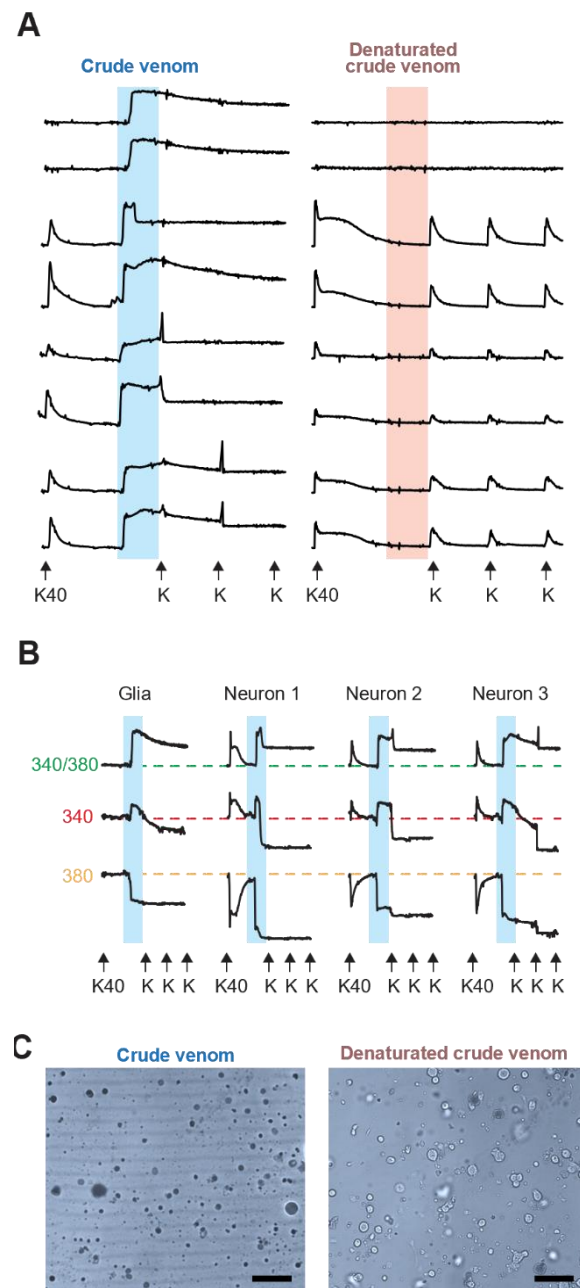 A
Crude venom
Denaturated
crude venom
K40 K K K K40 K K K
B
Glia Neuron 1 Neuron 2 Neuron 3
340/380
340
380
K40 K K K K40 K K K K40 K K K K40 K K K
C
Crude venom Denaturated crude venom